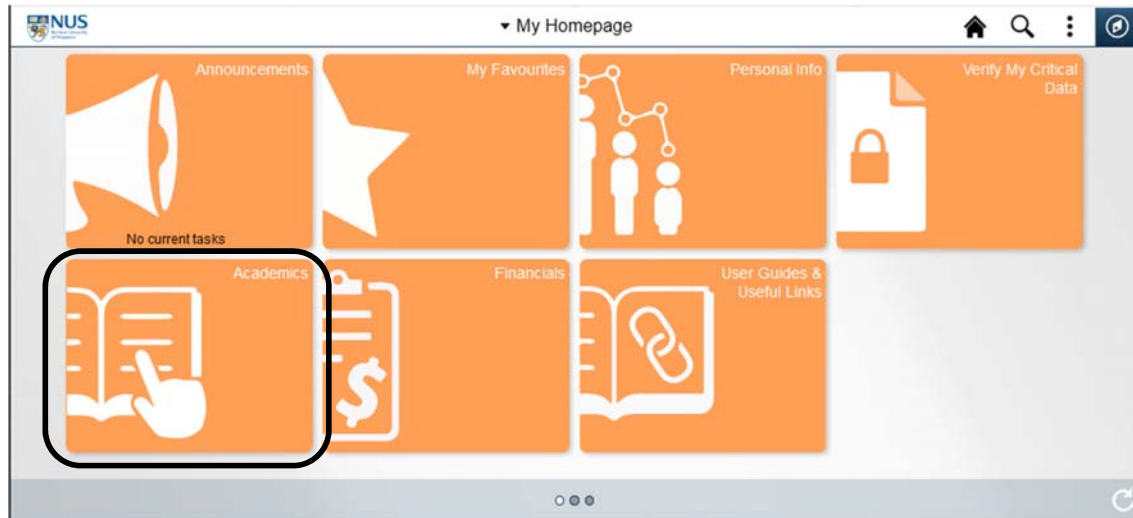 NUS
My Homepage
Announcements
No current tasks
My Favourites
Personal Info
Verify My Critical
Data
Academics
Financials
User Guides &
Useful Links